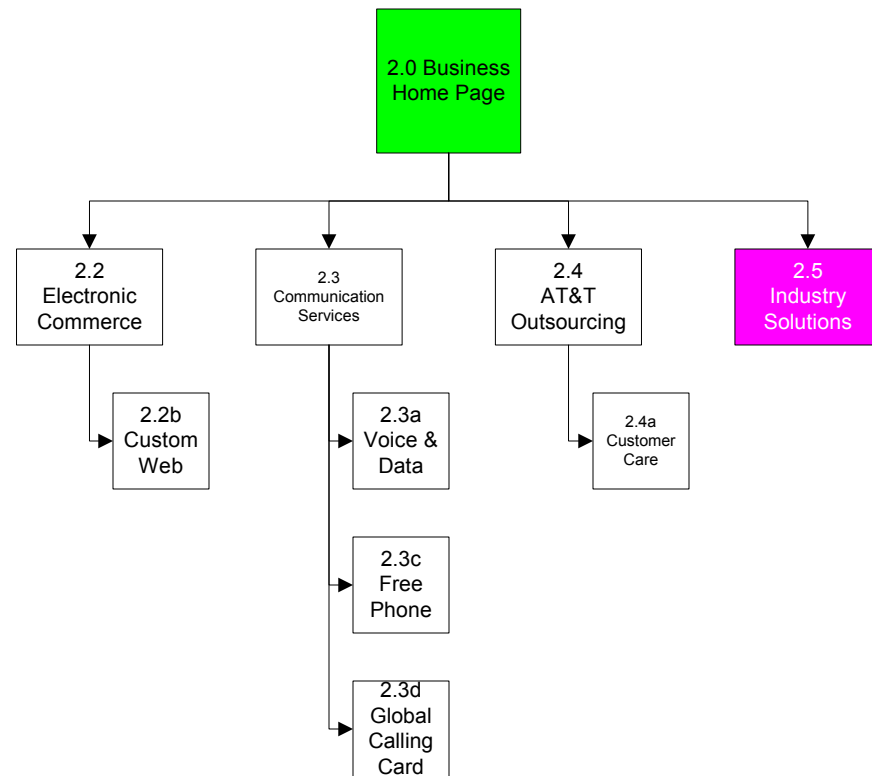 2.0 Business
Home Page
2.2
Electronic
Commerce
2.3
Communication
Services
2.4
AT&T
Outsourcing
2.5
Industry
Solutions
2.2b
Custom
Web
2.3a
Voice &
Data
2.4a
Customer
Care
2.3c
Free
Phone
2.3d
Global
Calling
Card